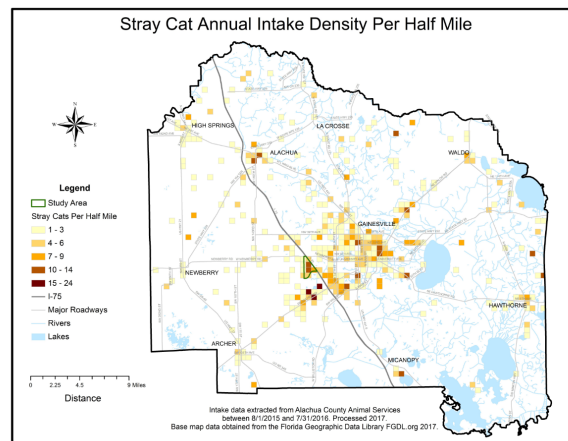 Stray Cat Annual Intake Density Per Half Mile
N
W
E
S
HIGH SPRINGS
LA CROSSE
ALACHUA
WALDO
Legend
Study Area
Stray Cats Per Half Mile
1 - 3
4 - 6
7 - 9
10 - 14
15 - 24
I-75
Major Roadways
Rivers
Lakes
GAINESVILLE
NEWBERRY
HAWTHORNE
ARCHER
MICANOPY
0 2.25 4.5 9 Miles
Distance
Intake data extracted from Alachua County Animal Services
between 8/1/2015 and 7/31/2016. Processed 2017.
Base map data obtained from the Florida Geographic Data Library FGDL.org 2017.